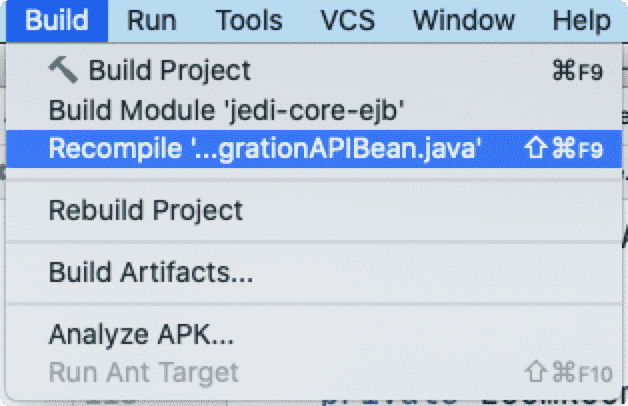 Build Run Tools VCS Window Help
Build Project ⌘F9
Build Module 'jedi-core-ejb'
Recompile '...grationAPIBean.java' ⇧⌘F9
Rebuild Project
Build Artifacts...
Analyze APK...
Run Ant Target ⇧⌘F10